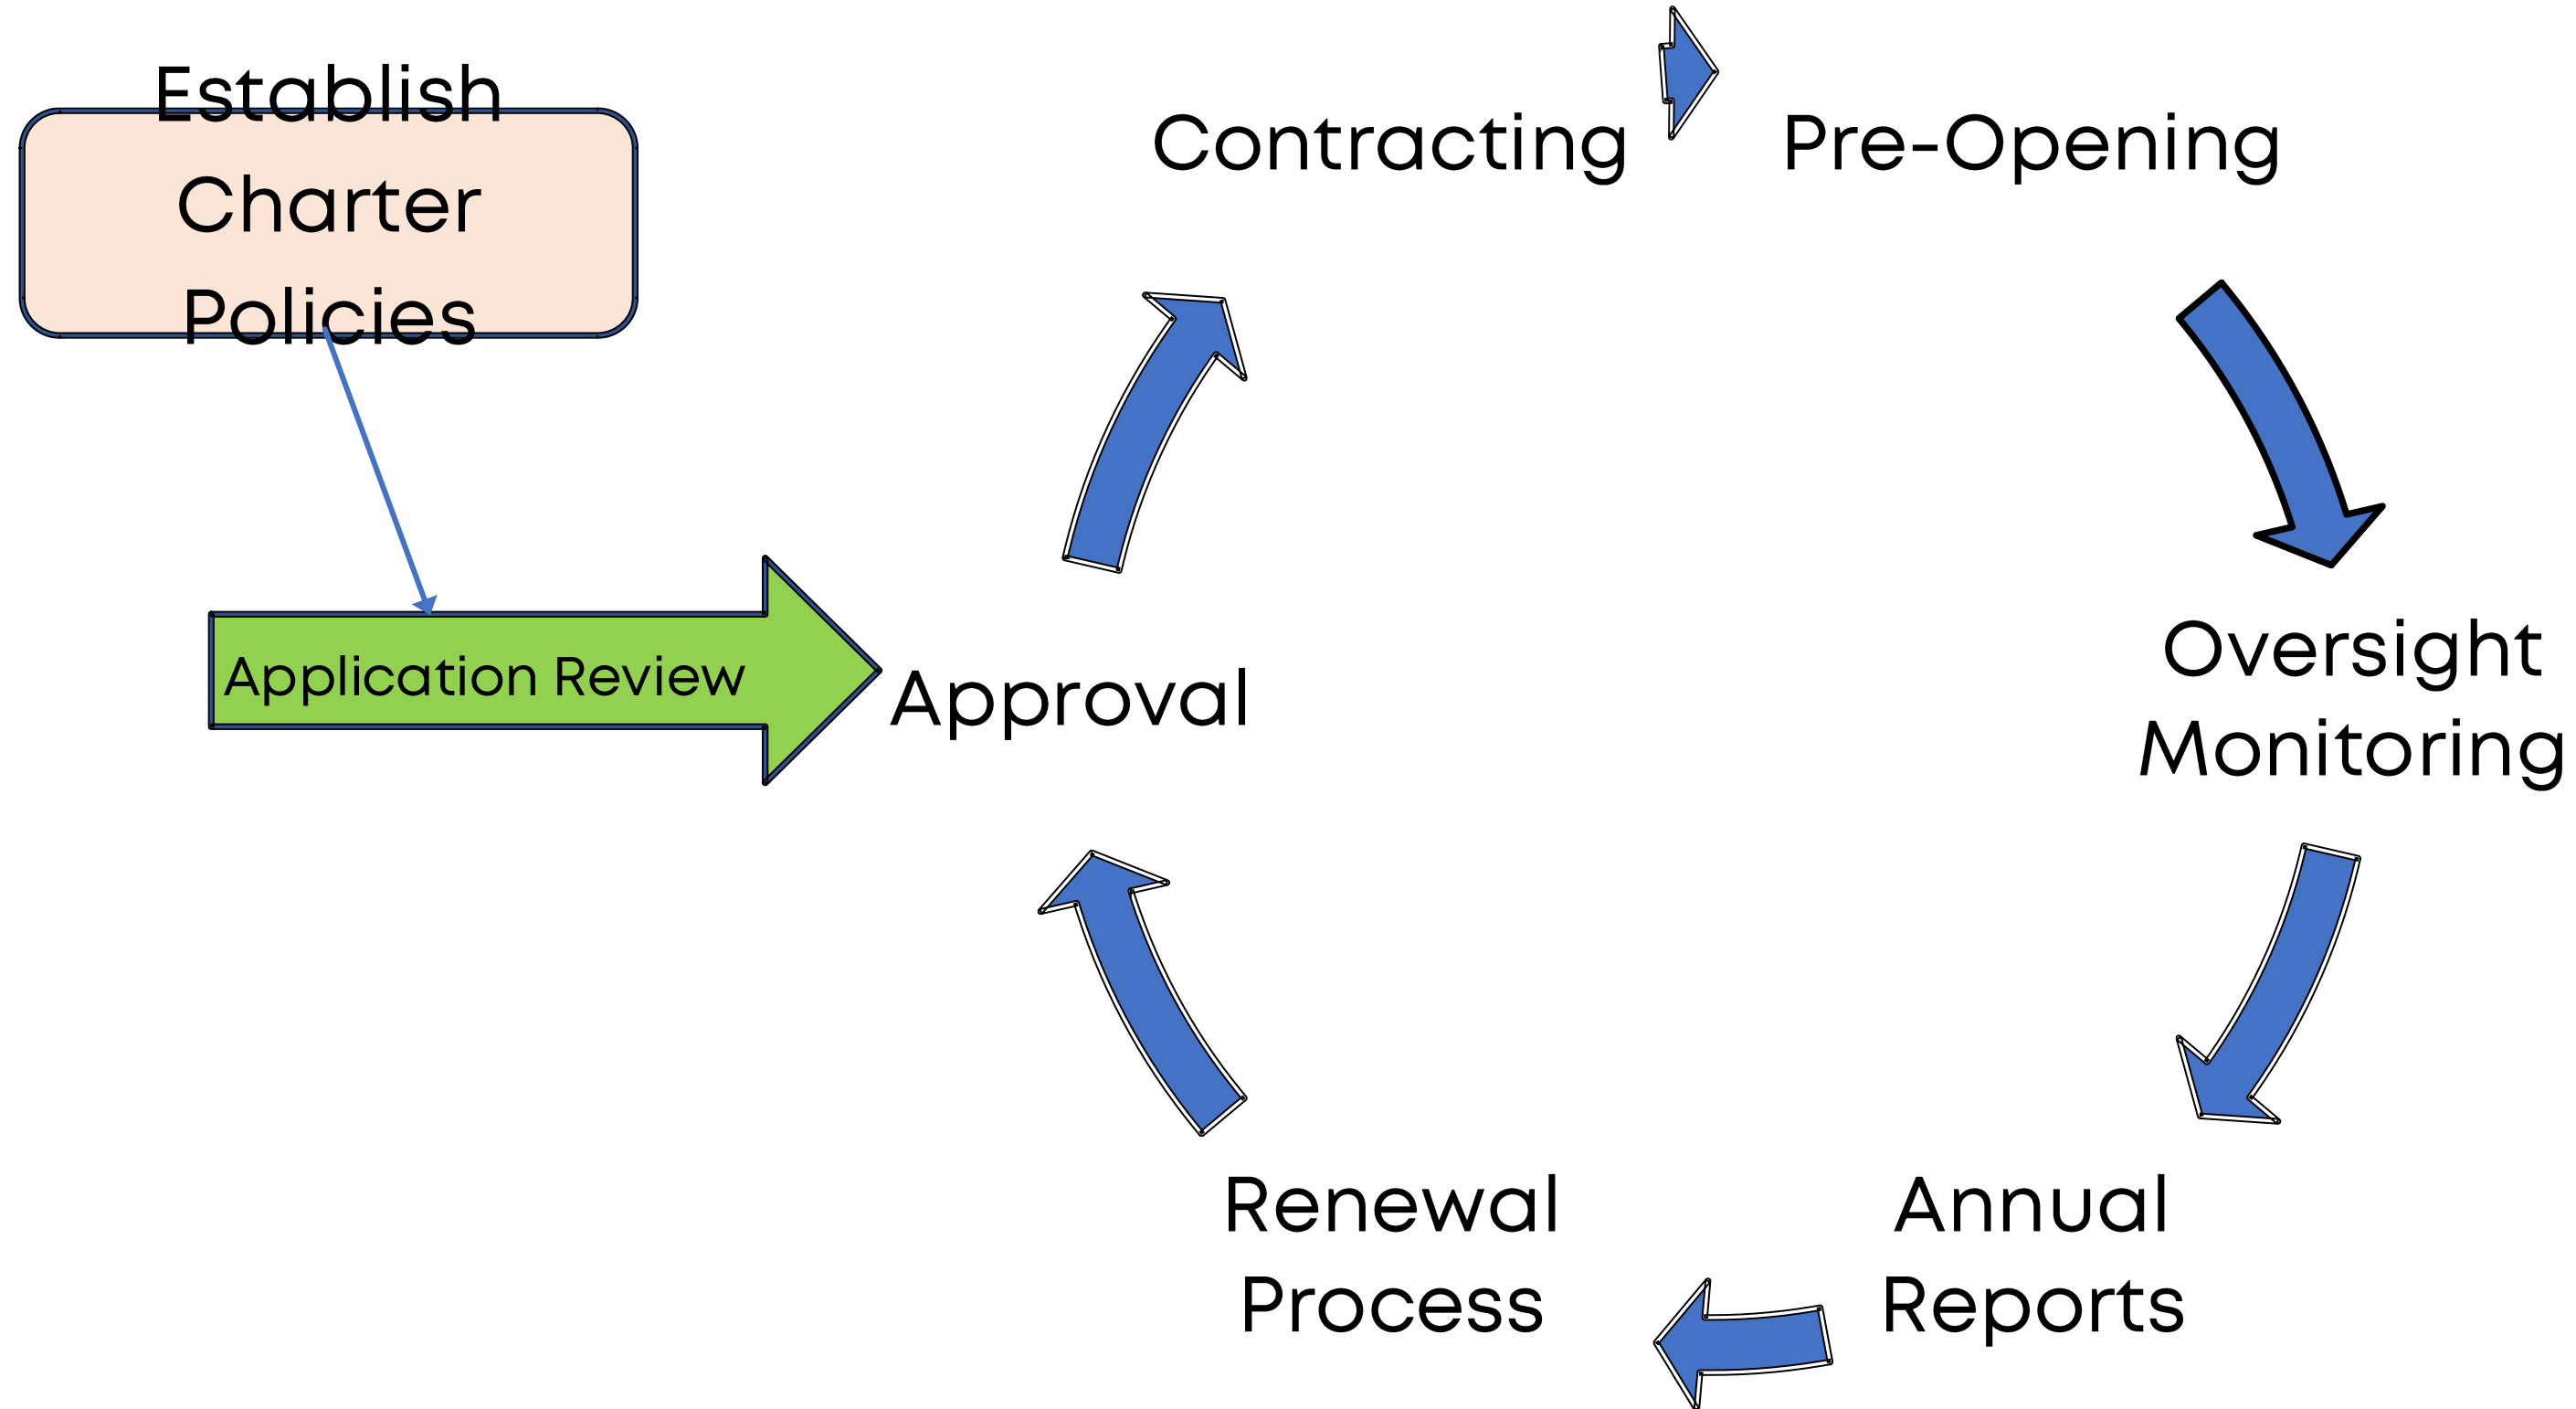 Establish
Charter
Policies
Contracting
Pre-Opening
Application Review
Approval
Oversight
Monitoring
Renewal
Process
Annual
Reports